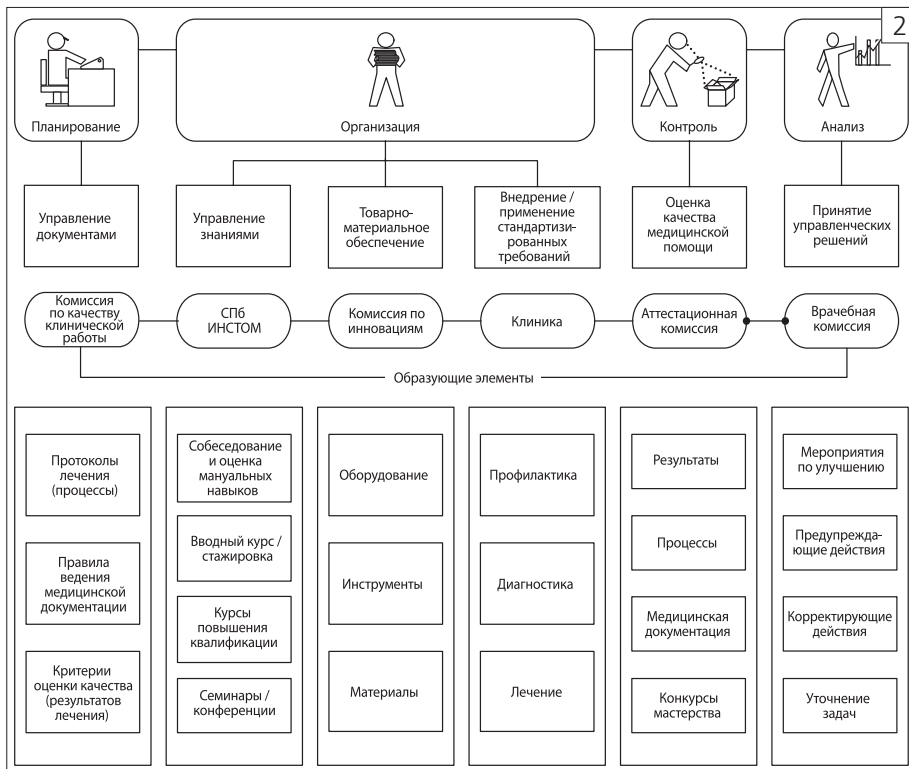 2
Планирование
Организация
Контроль
Анализ
Управление
документами
Управление
знаниями
Товарно-
материальное
обеспечение
Внедрение /
применение
стандартизи-
рованных
требований
Оценка
качества
медицинской
помощи
Принятие
управленческих
решений
Комиссия
по качеству
клинической
работы
СПб
ИНСТОМ
Комиссия по
инновациям
Клиника
Аттестационная
комиссия
Врачебная
комиссия
Образующие элементы
Протоколы
лечения
(процессы)
Правила
ведения
медицинской
документации
Критерии
оценки качества
(результатов
лечения)
Собеседование
и оценка
мануальных
навыков
Вводный курс /
стажировка
Курсы
повышения
квалификации
Семинары /
конференции
Оборудование
Инструменты
Материалы
Профилактика
Диагностика
Лечение
Результаты
Процессы
Медицинская
документация
Конкурсы
мастерства
Мероприятия
по улучшению
Предупрежда-
ющие действия
Корректирующие
действия
Уточнение
задач